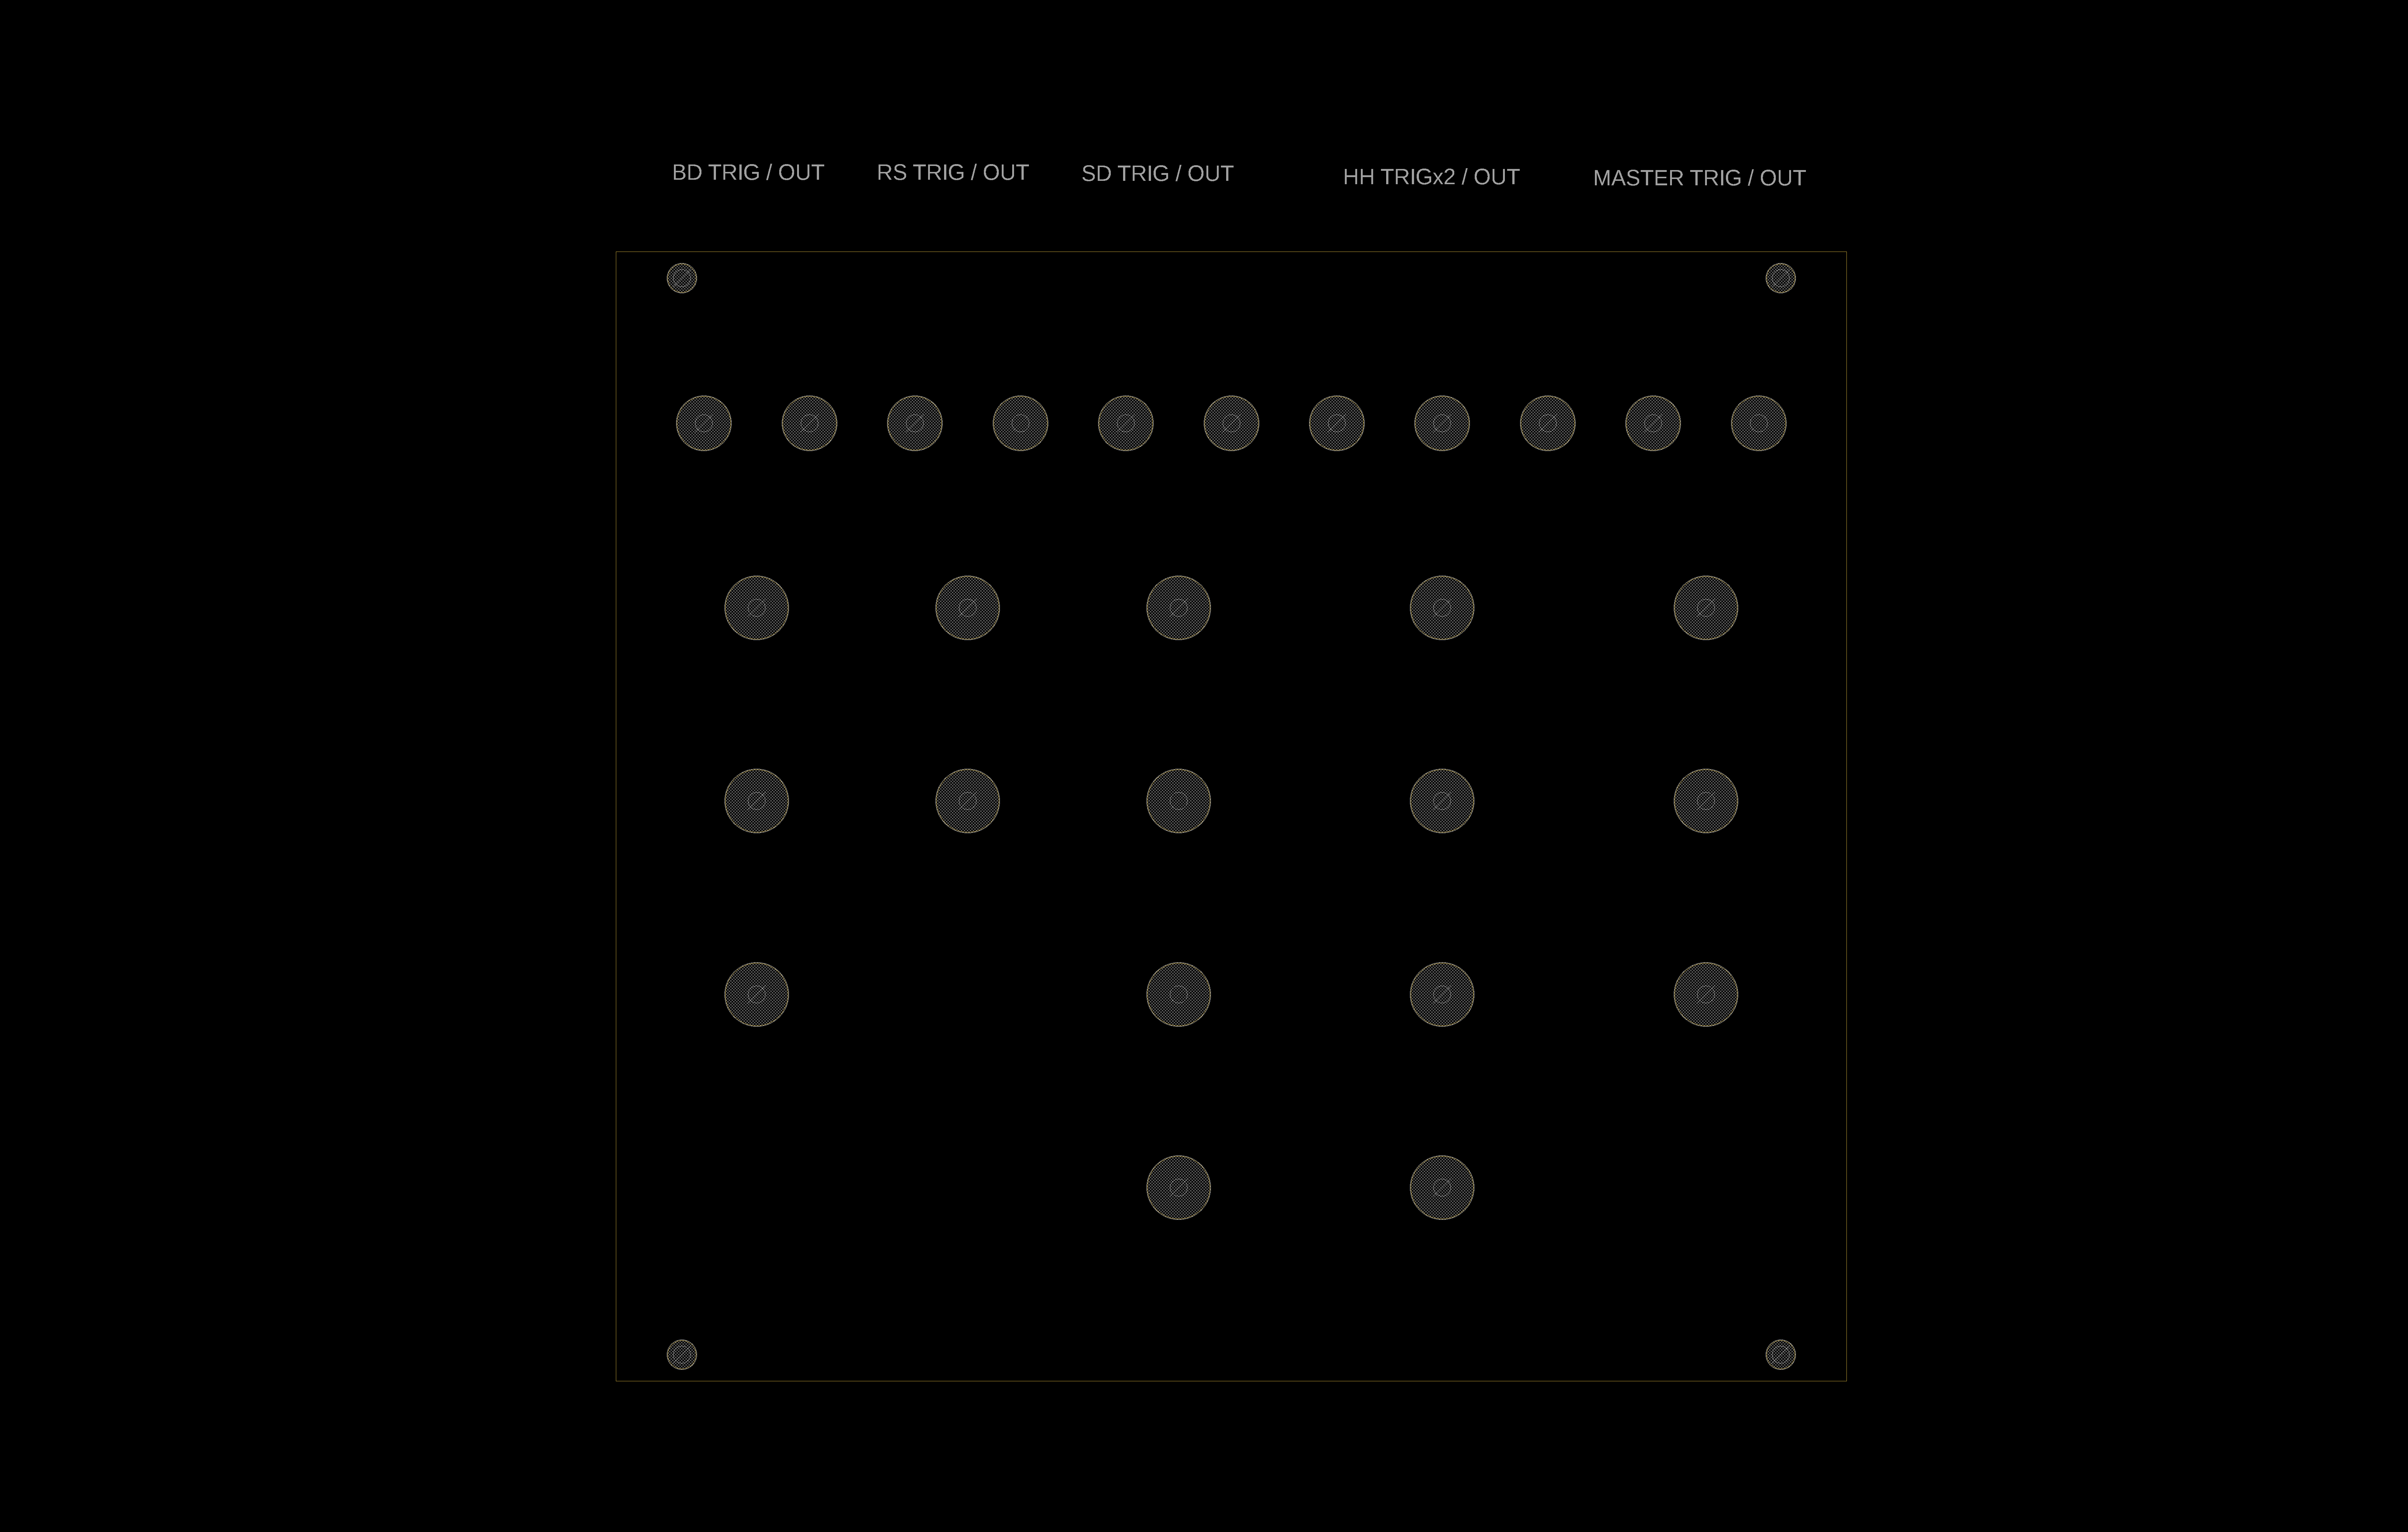 BD TRIG / OUT
RS TRIG / OUT
SD TRIG / OUT
HH TRIGx2 / OUT
MASTER TRIG / OUT